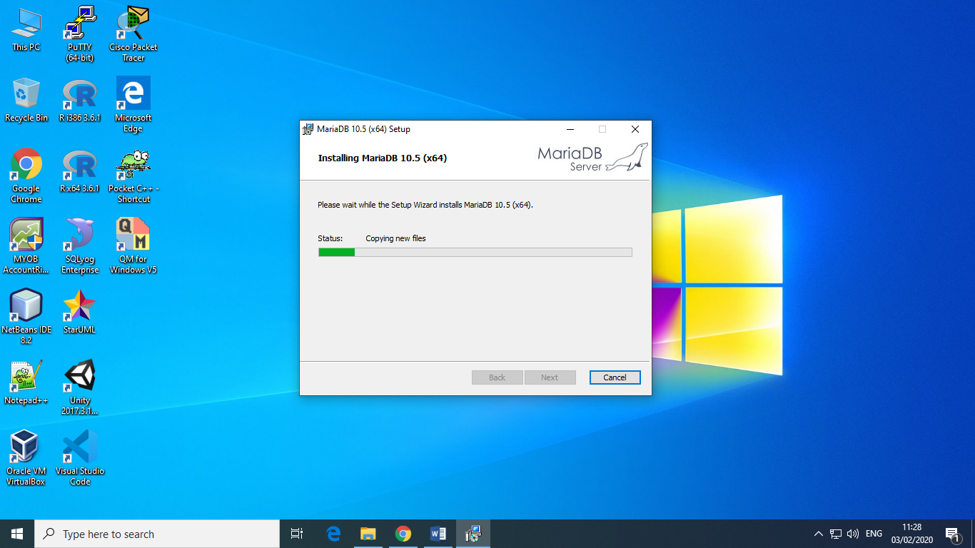 This PC
PuTTY
(64-bit)
Cisco Packet
Tracer
Recycle Bin
R i386 3.6.1
Microsoft
Edge
Google
Chrome
R x64 3.6.1
Pocket C++ -
Shortcut
MYOB
AccountRi...
SQLyog
Enterprise
QM for
Windows V5
NetBeans IDE
8.2
StarUML
Notepad++
Unity
2017.3.1...
Oracle VM
VirtualBox
Visual Studio
Code
MariaDB 10.5 (x64) Setup
Installing MariaDB 10.5 (x64)
MariaDB
Server
Please wait while the Setup Wizard installs MariaDB 10.5 (x64).
Status: Copying new files
Back Next Cancel
Type here to search
ENG
11:28
03/02/2020
1